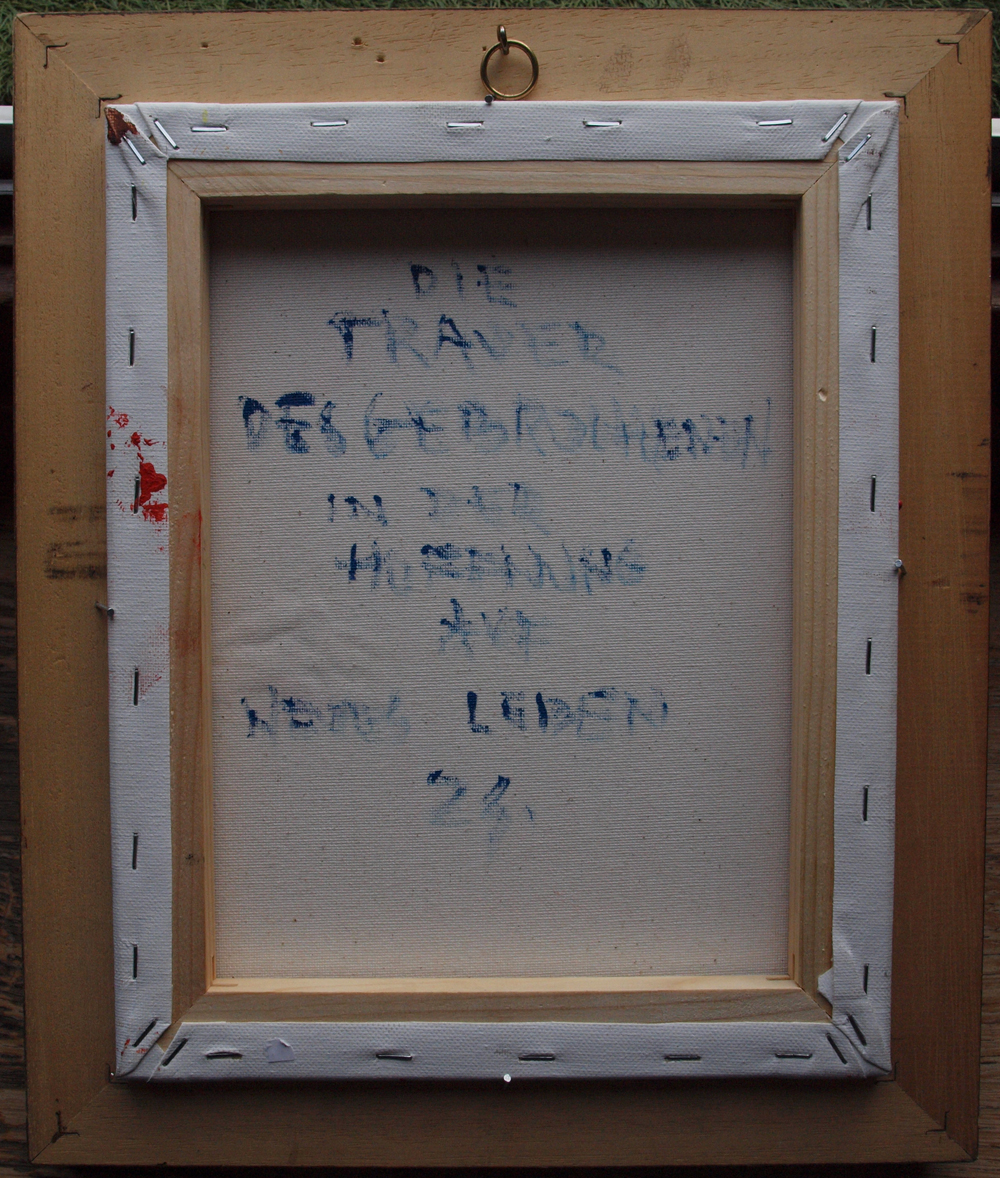 DIE
TRAUER
DES GEBROCHENEN
IN DER
HOFFNUNG
AUF
NEUES LEBEN
24.